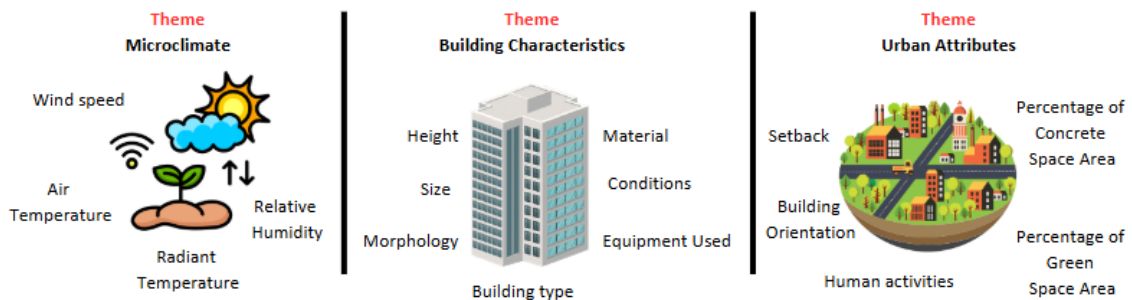 Theme
Microclimate
Wind speed
Air
Temperature
Relative
Humidity
Radiant
Temperature
Theme
Building Characteristics
Height
Material
Size
Conditions
Morphology
Equipment Used
Building type
Theme
Urban Attributes
Setback
Percentage of
Concrete
Space Area
Building
Orientation
Percentage of
Green
Space Area
Human activities